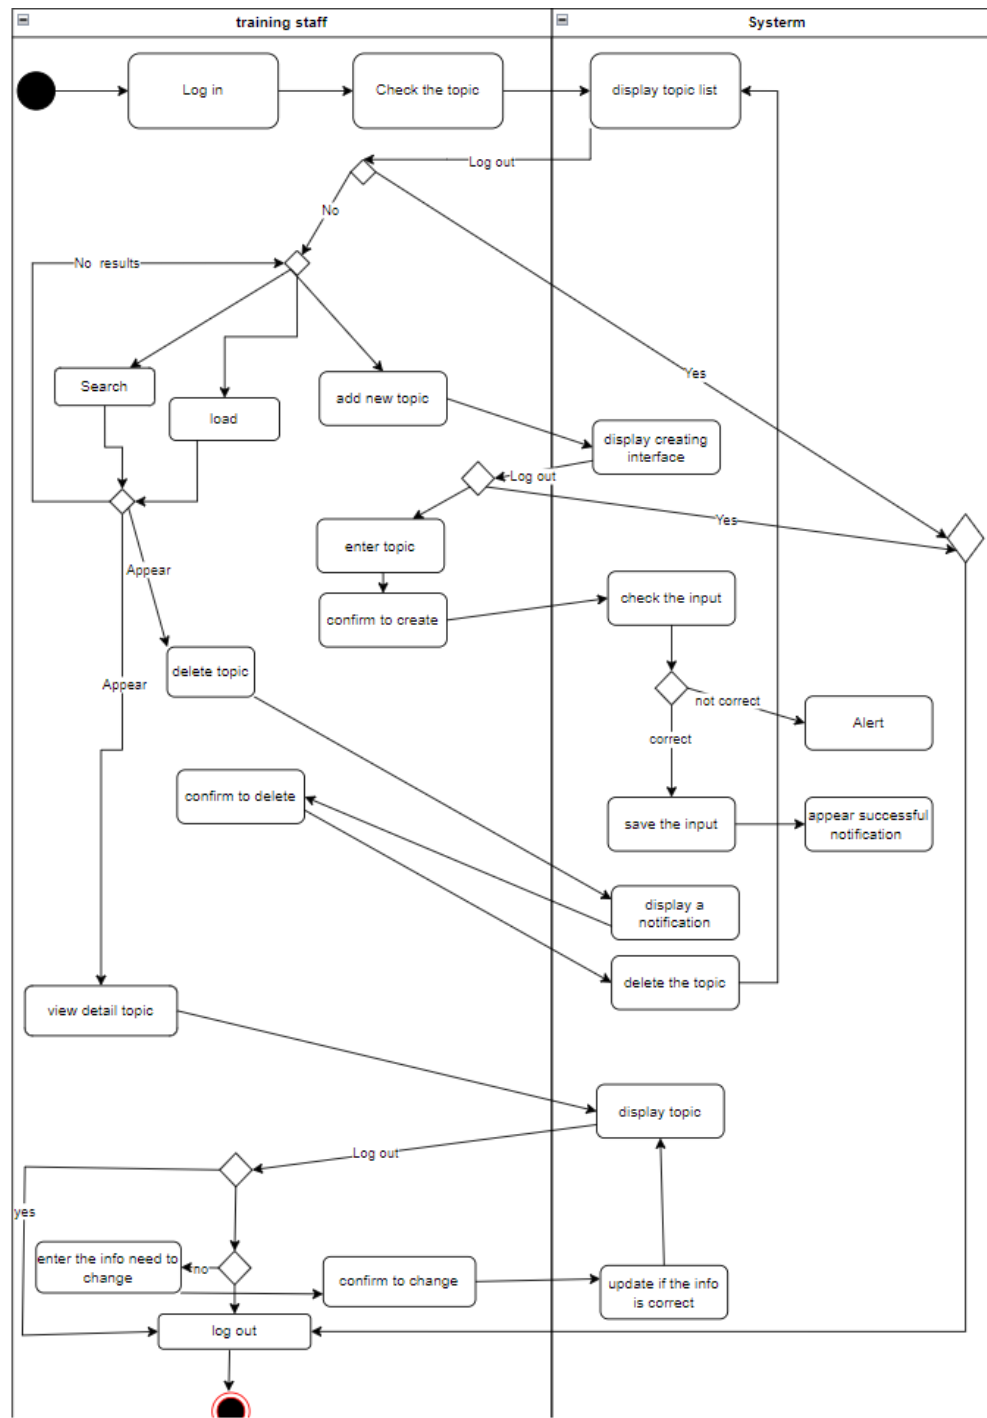 training staff
Systerm
Log in
Check the topic
display topic list
Log out
No
No results
Yes
Search
load
add new topic
display creating
interface
Log out
Yes
enter topic
Appear
check the input
confirm to create
delete topic
Appear
not correct
Alert
correct
confirm to delete
save the input
appear successful
notification
display a
notification
delete the topic
view detail topic
display topic
Log out
yes
enter the info need to
change
no
confirm to change
update if the info
is correct
log out